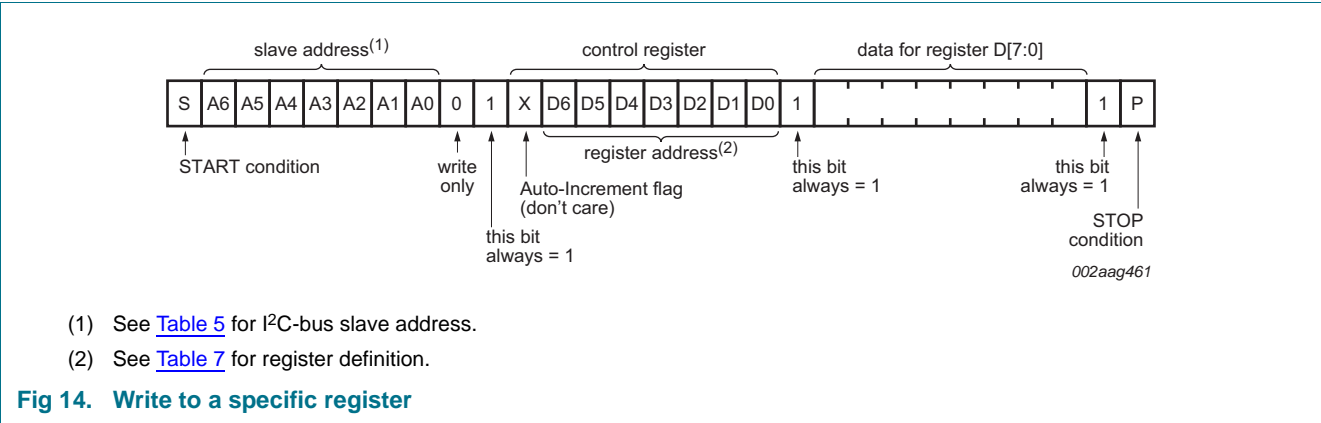 slave address(1) control register data for register D[7:0]
S A6 A5 A4 A3 A2 A1 A0 0 1 X D6 D5 D4 D3 D2 D1 D0 1 1 P
register address(2)
START condition write only this bit always = 1 this bit always = 1
Auto-Increment flag (don't care)
this bit always = 1
STOP condition
002aag461
(1) See Table 5 for I2C-bus slave address.
(2) See Table 7 for register definition.
Fig 14. Write to a specific register